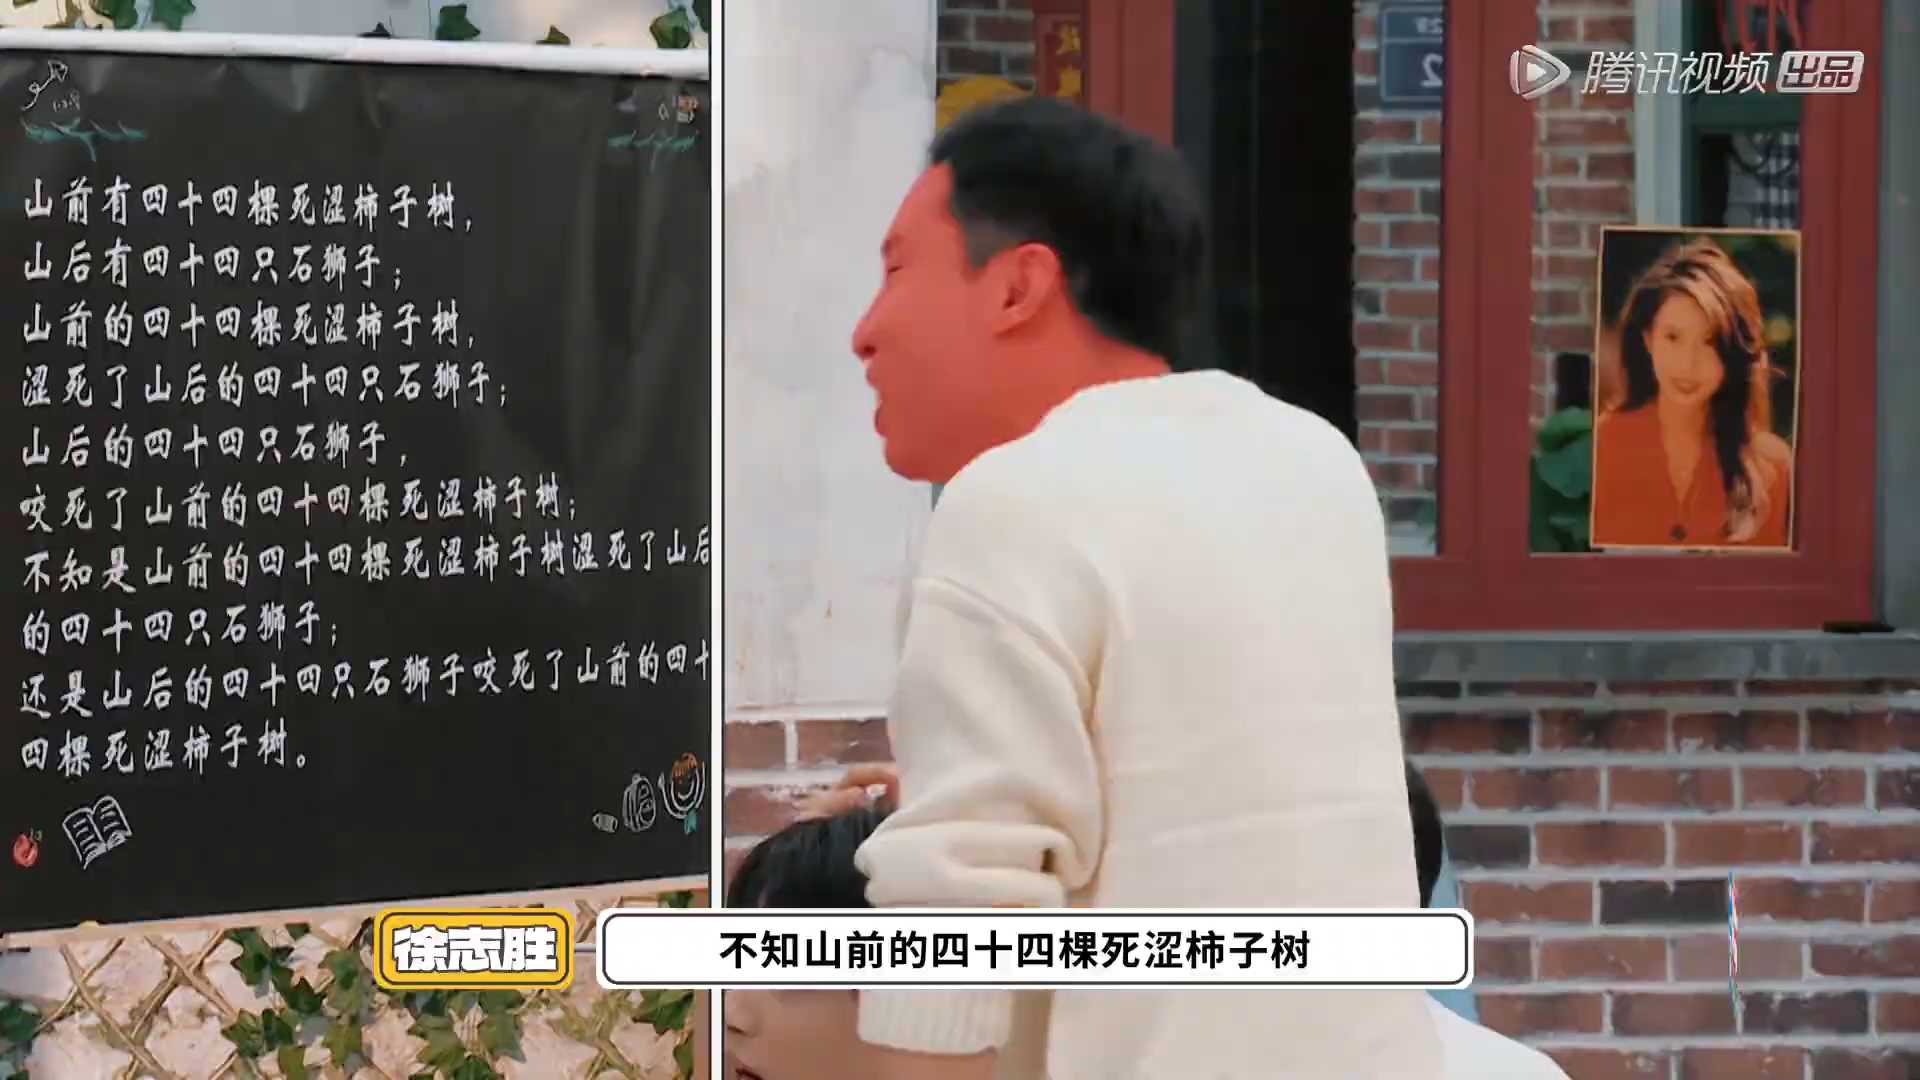 山前有四十四棵死涩柿子树，
山后有四十四只石狮子；
山前的四十四棵死涩柿子树，
涩死了山后的四十四只石狮子；
山后的四十四只石狮子，
咬死了山前的四十四棵死涩柿子树；
不知是山前的四十四棵死涩柿子树涩死了山后
的四十四只石狮子；
还是山后的四十四只石狮子咬死了山前的四十
四棵死涩柿子树。
腾讯视频 出品
徐志胜
不知山前的四十四棵死涩柿子树